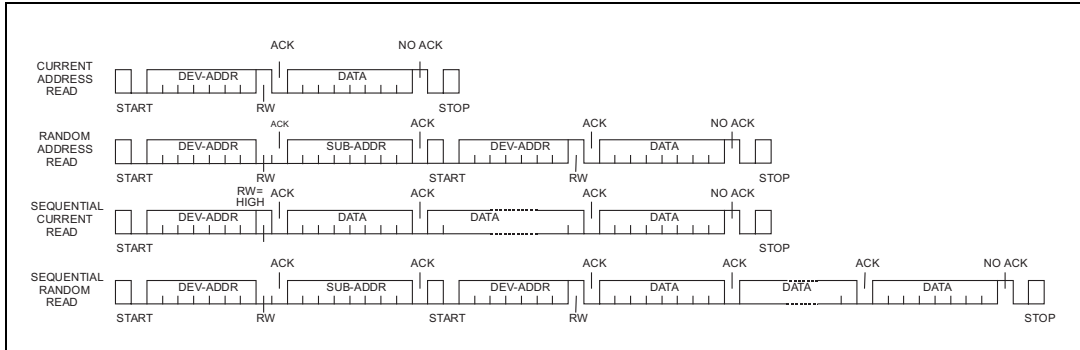 ACK NO ACK
CURRENT
ADDRESS
READ
DEV-ADDR DATA
START RW STOP
RANDOM
ADDRESS
READ
ACK ACK ACK NO ACK
DEV-ADDR SUB-ADDR DEV-ADDR DATA
START RW START RW STOP
SEQUENTIAL
CURRENT
READ
RW=
HIGH
ACK ACK ACK NO ACK
DEV-ADDR DATA DATA DATA
START STOP
SEQUENTIAL
RANDOM
READ
ACK ACK ACK ACK ACK NO ACK
DEV-ADDR SUB-ADDR DEV-ADDR DATA DATA DATA
START RW START RW STOP